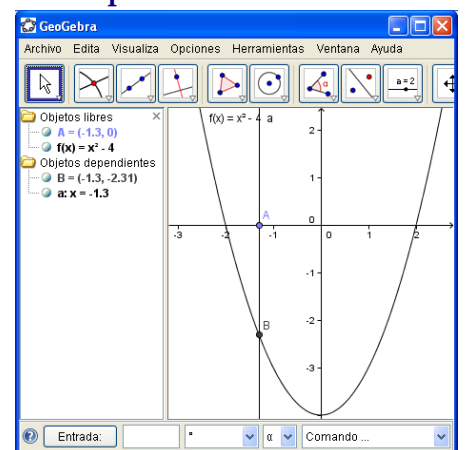 GeoGebra
Archivo Edita Visualiza Opciones Herramientas Ventana Ayuda
α a = 2
Objetos libres
A = (-1.3, 0)
f(x) = x² - 4
Objetos dependientes
B = (-1.3, -2.31)
a: x = -1.3
f(x) = x² - 4 a
2
1
A
0
-3 -2 -1 0 1 2
-1
-2
B
-3
Entrada: ° α Comando ...